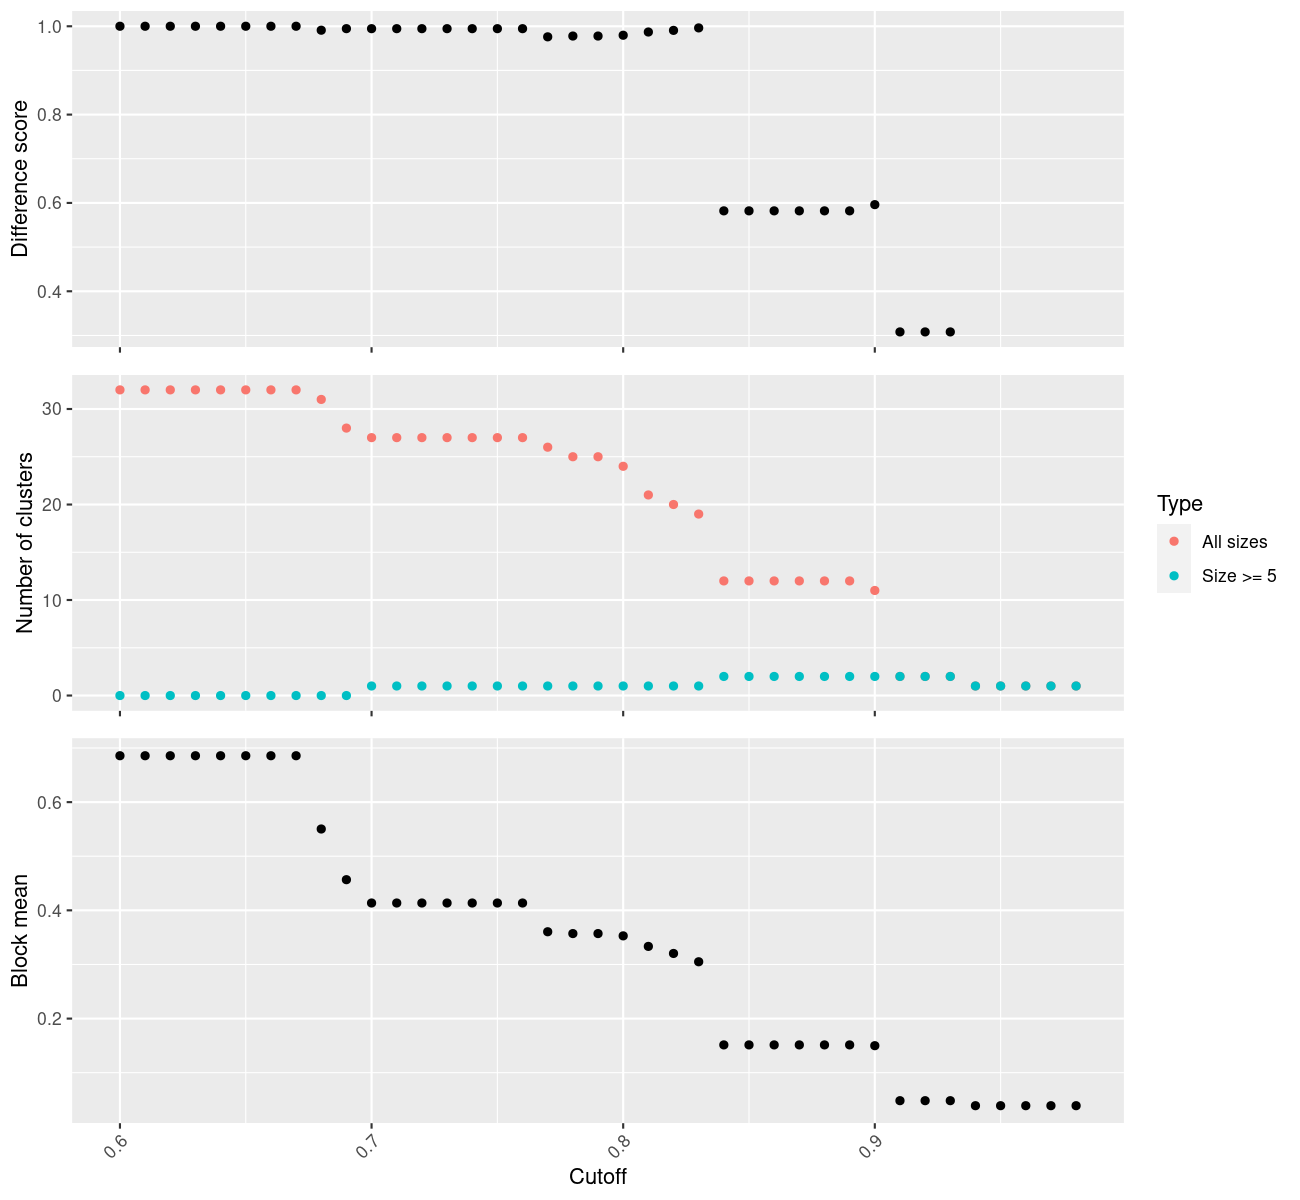 Difference score
1.0
0.8
0.6
0.4
Number of clusters
30
20
10
0
Type
All sizes
Size >= 5
Block mean
0.6
0.4
0.2
0.6
0.7
0.8
0.9
Cutoff